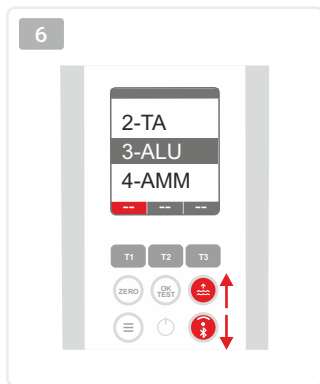 6
2-TA
3-ALU
4-AMM
-- -- --
T1 T2 T3
ZERO OK TEST